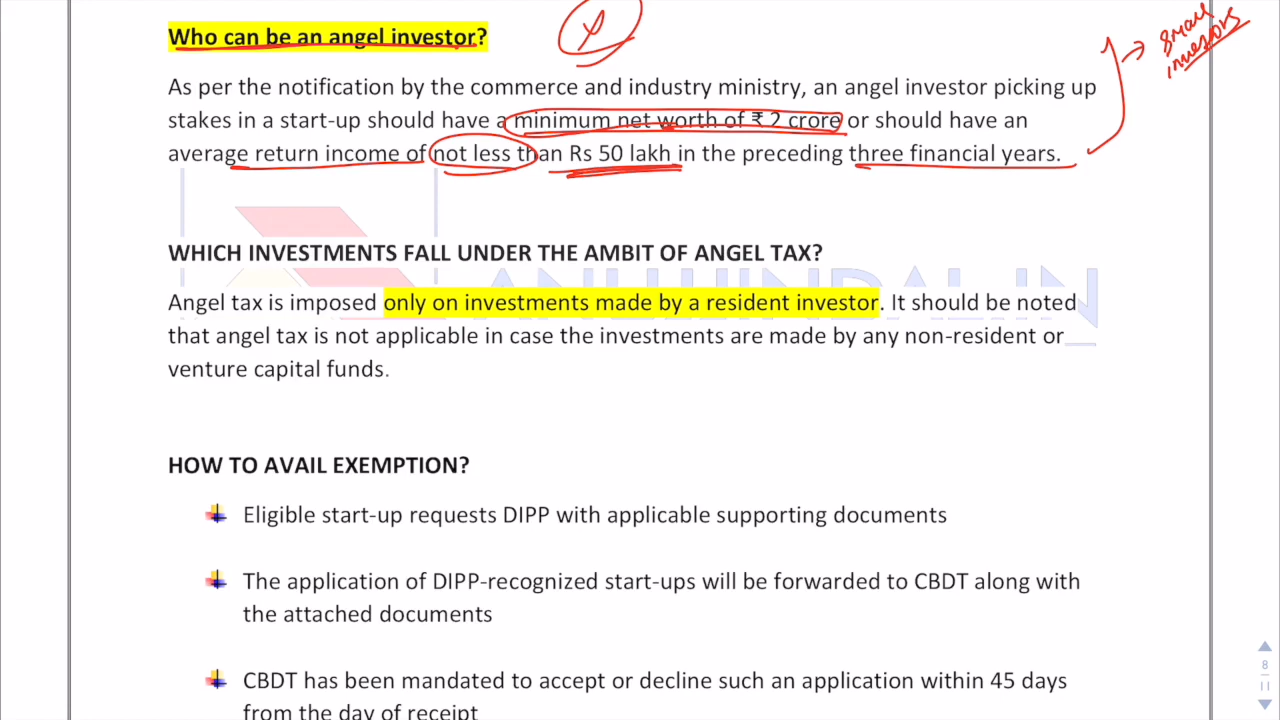 Who can be an angel investor?
small
investors
As per the notification by the commerce and industry ministry, an angel investor picking up
stakes in a start-up should have a minimum net worth of ₹ 2 crore or should have an
average return income of not less than Rs 50 lakh in the preceding three financial years.
WHICH INVESTMENTS FALL UNDER THE AMBIT OF ANGEL TAX?
Angel tax is imposed only on investments made by a resident investor. It should be noted
that angel tax is not applicable in case the investments are made by any non-resident or
venture capital funds.
HOW TO AVAIL EXEMPTION?
Eligible start-up requests DIPP with applicable supporting documents
The application of DIPP-recognized start-ups will be forwarded to CBDT along with
the attached documents
CBDT has been mandated to accept or decline such an application within 45 days
from the day of receipt
8
11